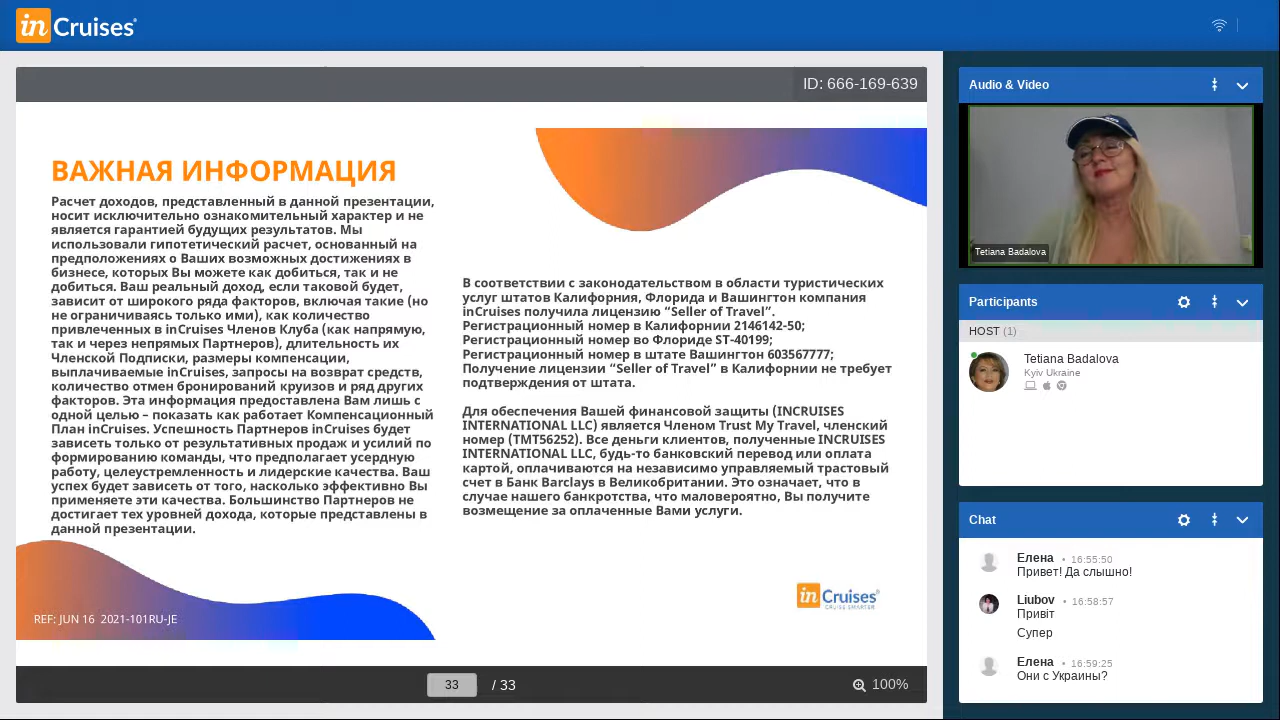 in Cruises®
ID: 666-169-639
ВАЖНАЯ ИНФОРМАЦИЯ
Расчет доходов, представленный в данной презентации,
носит исключительно ознакомительный характер и не
является гарантией будущих результатов. Мы
использовали гипотетический расчет, основанный на
предположениях о Ваших возможных достижениях в
бизнесе, которых Вы можете как добиться, так и не
добиться. Ваш реальный доход, если таковой будет,
зависит от широкого ряда факторов, включая такие (но
не ограничиваясь только ими), как количество
привлеченных в inCruises Членов Клуба (как напрямую,
так и через непрямых Партнеров), длительность их
Членской Подписки, размеры компенсации,
выплачиваемые inCruises, запросы на возврат средств,
количество отмен бронирований круизов и ряд других
факторов. Эта информация предоставлена Вам лишь с
одной целью – показать как работает Компенсационный
План inCruises. Успешность Партнеров inCruises будет
зависеть только от результативных продаж и усилий по
формированию команды, что предполагает усердную
работу, целеустремленность и лидерские качества. Ваш
успех будет зависеть от того, насколько эффективно Вы
применяете эти качества. Большинство Партнеров не
достигает тех уровней дохода, которые представлены в
данной презентации.
В соответствии с законодательством в области туристических
услуг штатов Калифорния, Флорида и Вашингтон компания
inCruises получила лицензию “Seller of Travel”.
Регистрационный номер в Калифорнии 2146142-50;
Регистрационный номер во Флориде ST-40199;
Регистрационный номер в штате Вашингтон 603567777;
Получение лицензии “Seller of Travel” в Калифорнии не требует
подтверждения от штата.
Для обеспечения Вашей финансовой защиты (INCRUISES
INTERNATIONAL LLC) является Членом Trust My Travel, членский
номер (TMT56252). Все деньги клиентов, полученные INCRUISES
INTERNATIONAL LLC, будь-то банковский перевод или оплата
картой, оплачиваются на независимо управляемый трастовый
счет в Банк Barclays в Великобритании. Это означает, что в
случае нашего банкротства, что маловероятно, Вы получите
возмещение за оплаченные Вами услуги.
in Cruises®
CRUISE SMARTER
REF: JUN 16 2021-101RU-JE
33 / 33
100%
Audio & Video
Tetiana Badalova
Participants
HOST (1)
Tetiana Badalova
Kyiv Ukraine
Chat
Елена • 16:55:50
Привет! Да слышно!
Liubov • 16:58:57
Привіт
Супер
Елена • 16:59:25
Они с Украины?